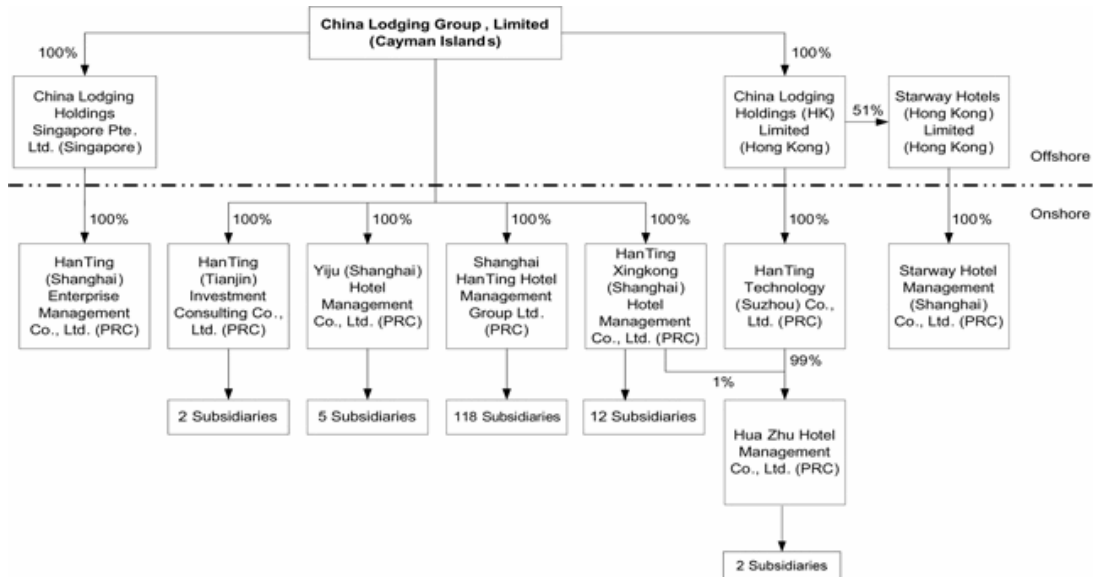 China Lodging Group , Limited
(Cayman Islands)
100%
100%
China Lodging
Holdings
Singapore Pte.
Ltd. (Singapore)
China Lodging
Holdings (HK)
Limited
(Hong Kong)
51%
Starway Hotels
(Hong Kong)
Limited
(Hong Kong)
Offshore
Onshore
100%
100%
100%
100%
100%
100%
100%
HanTing
(Shanghai)
Enterprise
Management
Co., Ltd. (PRC)
HanTing
(Tianjin)
Investment
Consulting Co.,
Ltd. (PRC)
Yiju (Shanghai)
Hotel
Management
Co., Ltd. (PRC)
Shanghai
HanTing Hotel
Management
Group Ltd.
(PRC)
HanTing
Xingkong
(Shanghai)
Hotel
Management
Co., Ltd. (PRC)
HanTing
Technology
(Suzhou) Co.,
Ltd. (PRC)
Starway Hotel
Management
(Shanghai)
Co., Ltd. (PRC)
99%
1%
2 Subsidiaries
5 Subsidiaries
118 Subsidiaries
12 Subsidiaries
Hua Zhu Hotel
Management
Co., Ltd. (PRC)
2 Subsidiaries